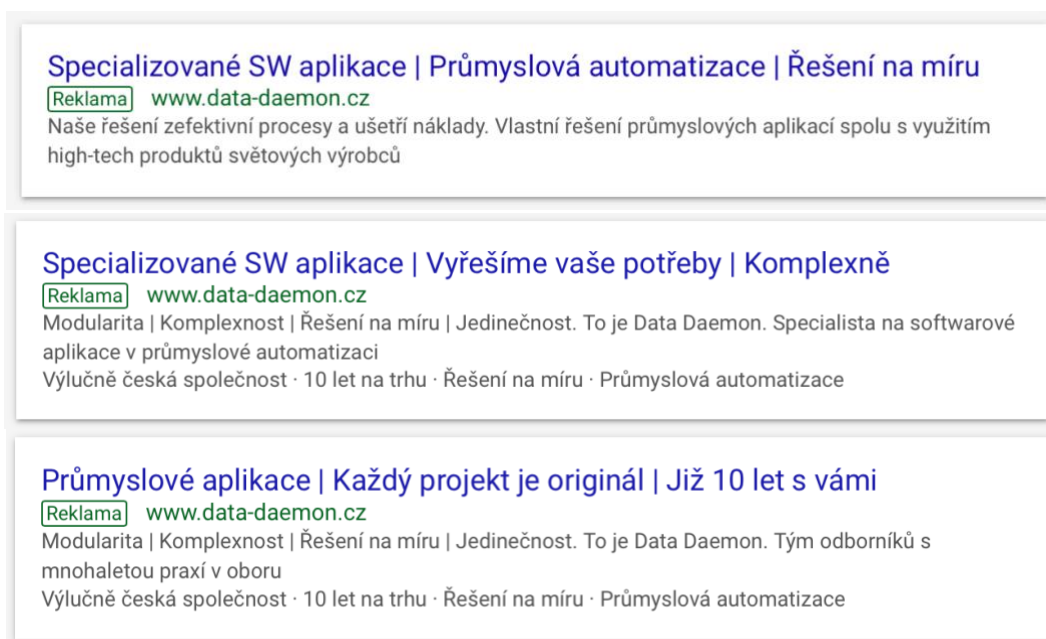 Specializované SW aplikace | Průmyslová automatizace | Řešení na míru
Reklama www.data-daemon.cz
Naše řešení zefektivní procesy a ušetří náklady. Vlastní řešení průmyslových aplikací spolu s využitím
high-tech produktů světových výrobců
Specializované SW aplikace | Vyřešíme vaše potřeby | Komplexně
Reklama www.data-daemon.cz
Modularita | Komplexnost | Řešení na míru | Jedinečnost. To je Data Daemon. Specialista na softwarové
aplikace v průmyslové automatizaci
Výlučně česká společnost · 10 let na trhu · Řešení na míru · Průmyslová automatizace
Průmyslové aplikace | Každý projekt je originál | Již 10 let s vámi
Reklama www.data-daemon.cz
Modularita | Komplexnost | Řešení na míru | Jedinečnost. To je Data Daemon. Tým odborníků s
mnohaletou praxí v oboru
Výlučně česká společnost · 10 let na trhu · Řešení na míru · Průmyslová automatizace